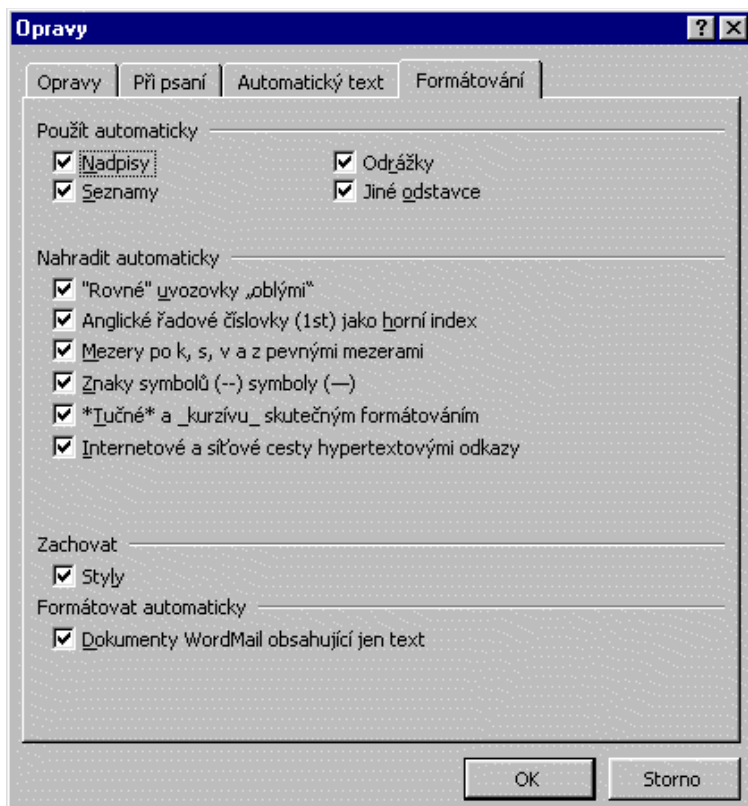 Opravy
Opravy Při psaní Automatický text Formátování
Použít automaticky
Nadpisy Odrážky
Seznamy Jiné odstavce
Nahradit automaticky
"Rovné" uvozovky „oblými“
Anglické řadové číslovky (1st) jako horní index
Mezery po k, s, v a z pevnými mezerami
Znaky symbolů (--) symboly (—)
*Tučné* a _kurzívu_ skutečným formátováním
Internetové a síťové cesty hypertextovými odkazy
Zachovat
Styly
Formátovat automaticky
Dokumenty WordMail obsahující jen text
OK Storno